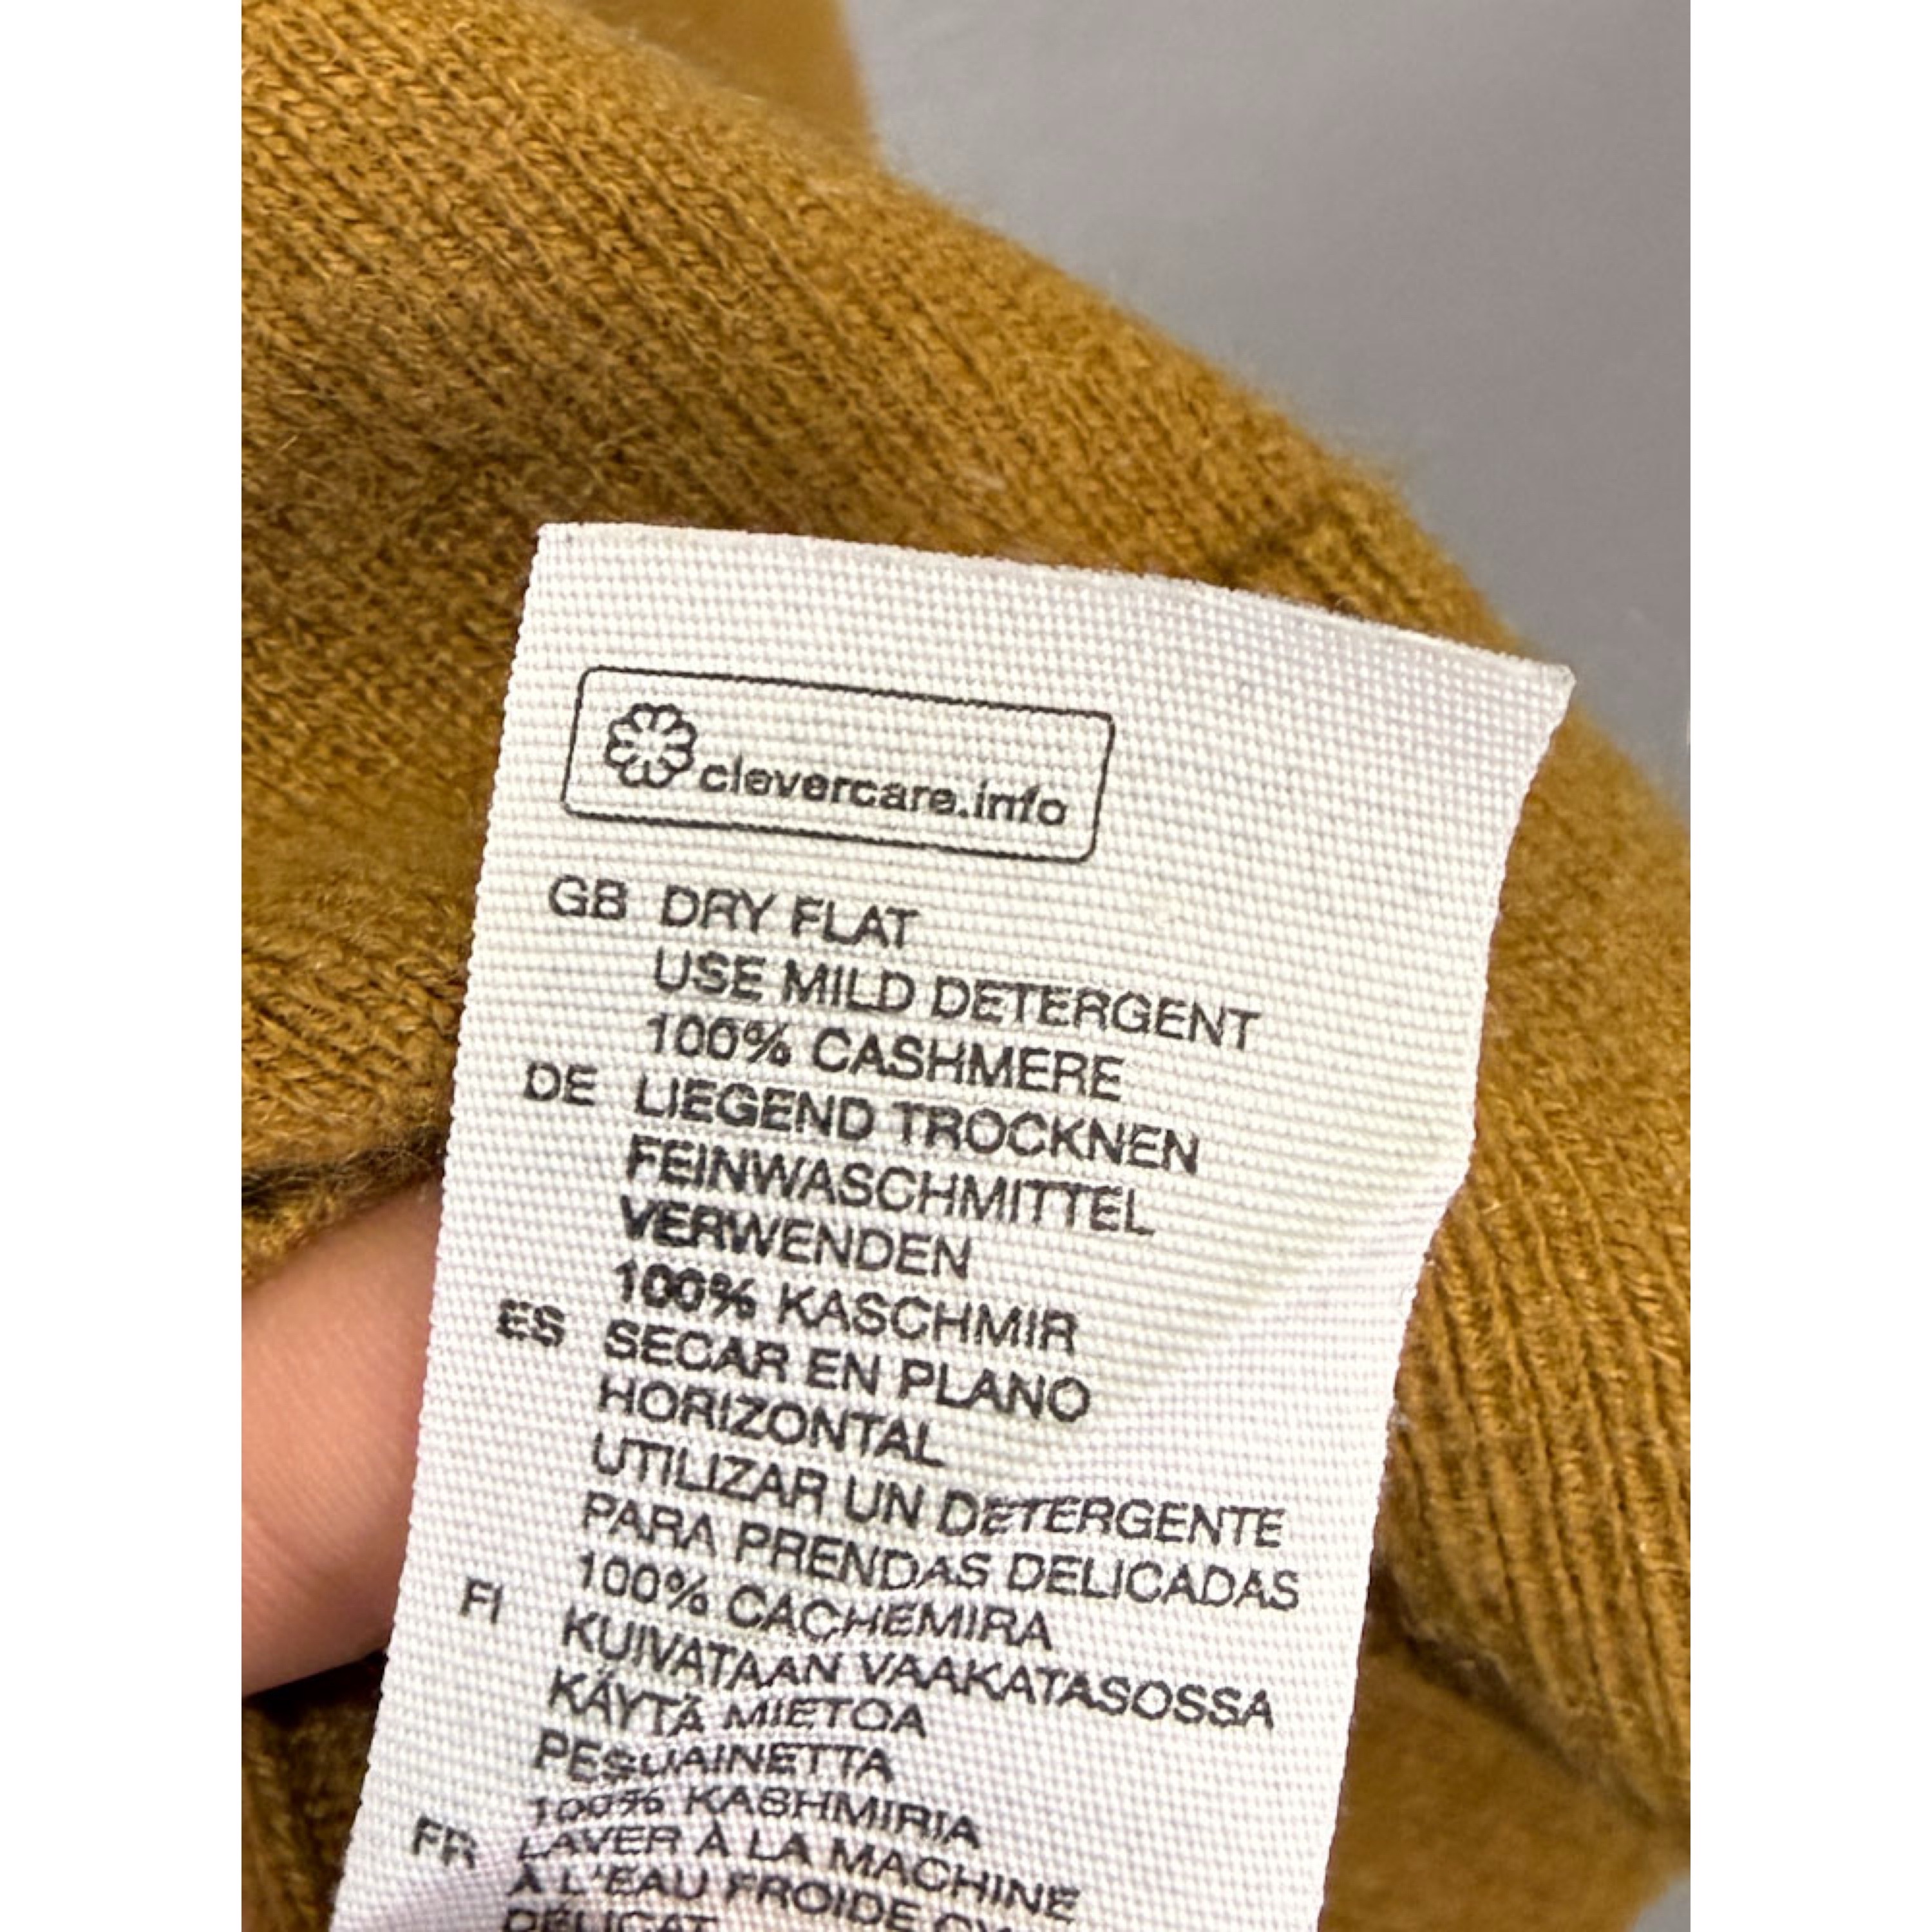 clevercare.info
GB DRY FLAT
USE MILD DETERGENT
100% CASHMERE
DE LIEGEND TROCKNEN
FEINWASCHMITTEL
VERWENDEN
100% KASCHMIR
ES SECAR EN PLANO
HORIZONTAL
UTILIZAR UN DETERGENTE
PARA PRENDAS DELICADAS
100% CACHEMIRA
FI KUIVATAAN VAAKATASOSSA
KÄYTÄ MIETOA
PESUAINETTA
100% KASHMIRIA
FR LAVER À LA MACHINE
À L'EAU FROIDE CY
DÉLICAT